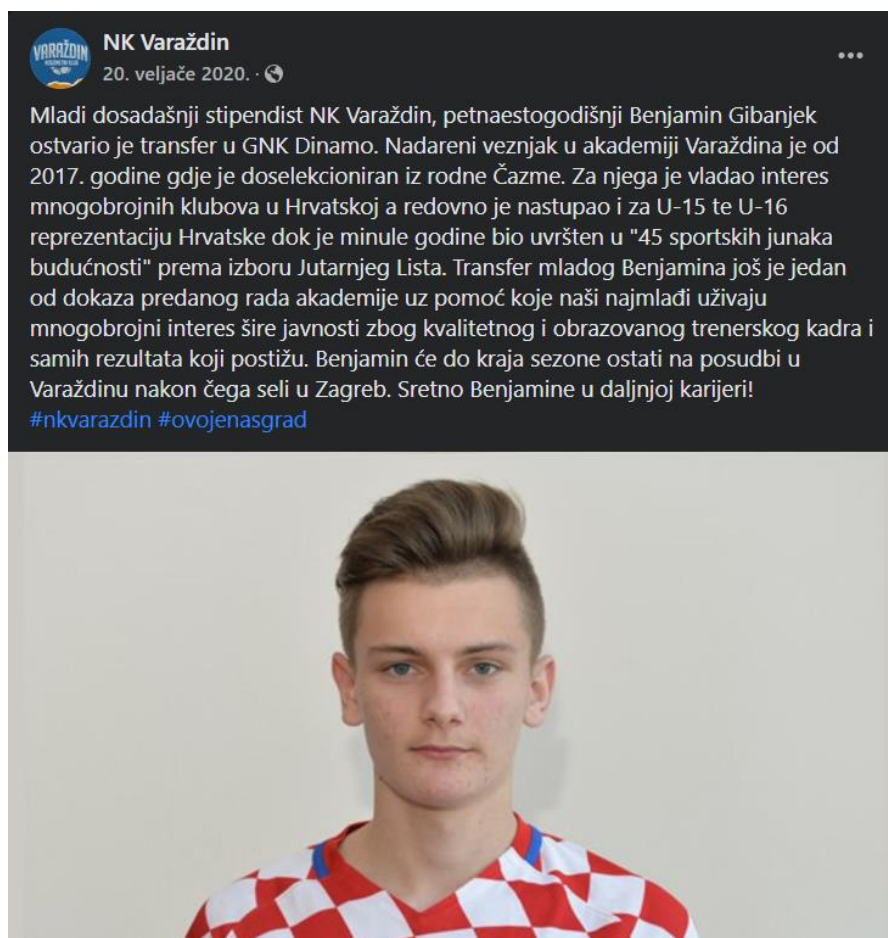 NK Varaždin
20. veljače 2020. ·
Mladi dosadašnji stipendist NK Varaždin, petnaestogodišnji Benjamin Gibanjek
ostvario je transfer u GNK Dinamo. Nadareni veznjak u akademiji Varaždina je od
2017. godine gdje je doselekcioniran iz rodne Čazme. Za njega je vladao interes
mnogobrojnih klubova u Hrvatskoj a redovno je nastupao i za U-15 te U-16
reprezentaciju Hrvatske dok je minule godine bio uvršten u "45 sportskih junaka
budućnosti" prema izboru Jutarnjeg Lista. Transfer mladog Benjamina još je jedan
od dokaza predanog rada akademije uz pomoć koje naši najmlađi uživaju
mnogobrojni interes šire javnosti zbog kvalitetnog i obrazovanog trenerskog kadra i
samih rezultata koji postižu. Benjamin će do kraja sezone ostati na posudbi u
Varaždinu nakon čega seli u Zagreb. Sretno Benjamine u daljnjoj karijeri!
#nkvarazdin #ovojenasgrad
VARAŽDIN